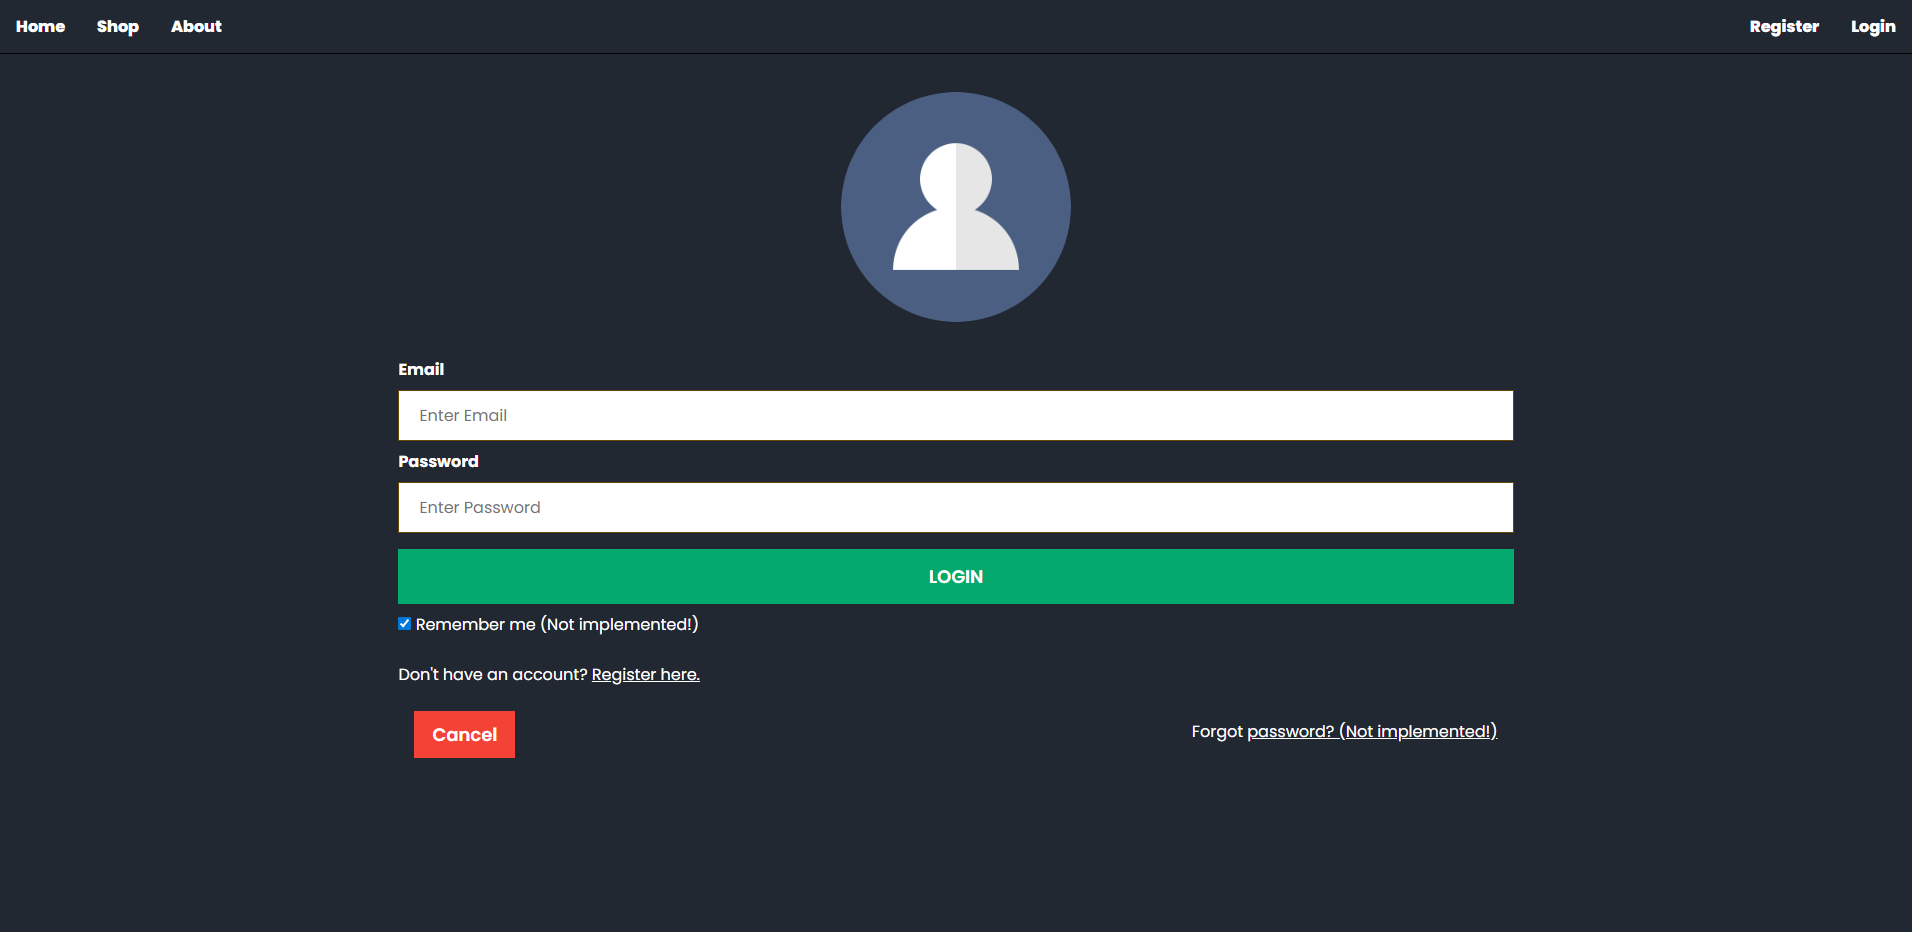 Home Shop About Register Login
Email
Enter Email
Password
Enter Password
LOGIN
Remember me (Not implemented!)
Don't have an account? Register here.
Cancel Forgot password? (Not implemented!)